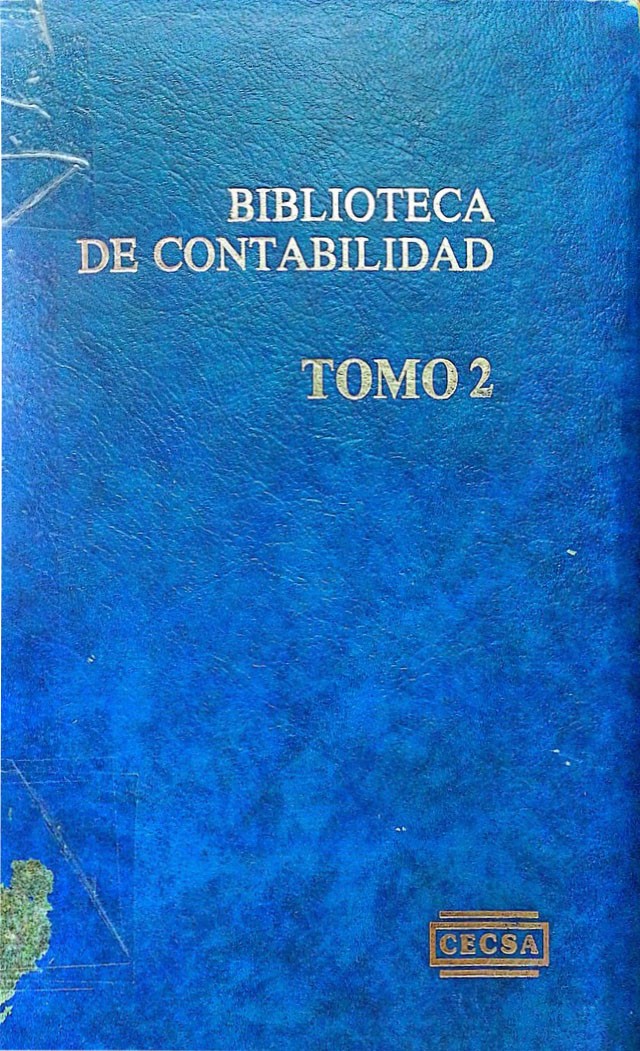 BIBLIOTECA
DE CONTABILIDAD
TOMO 2
CECSA